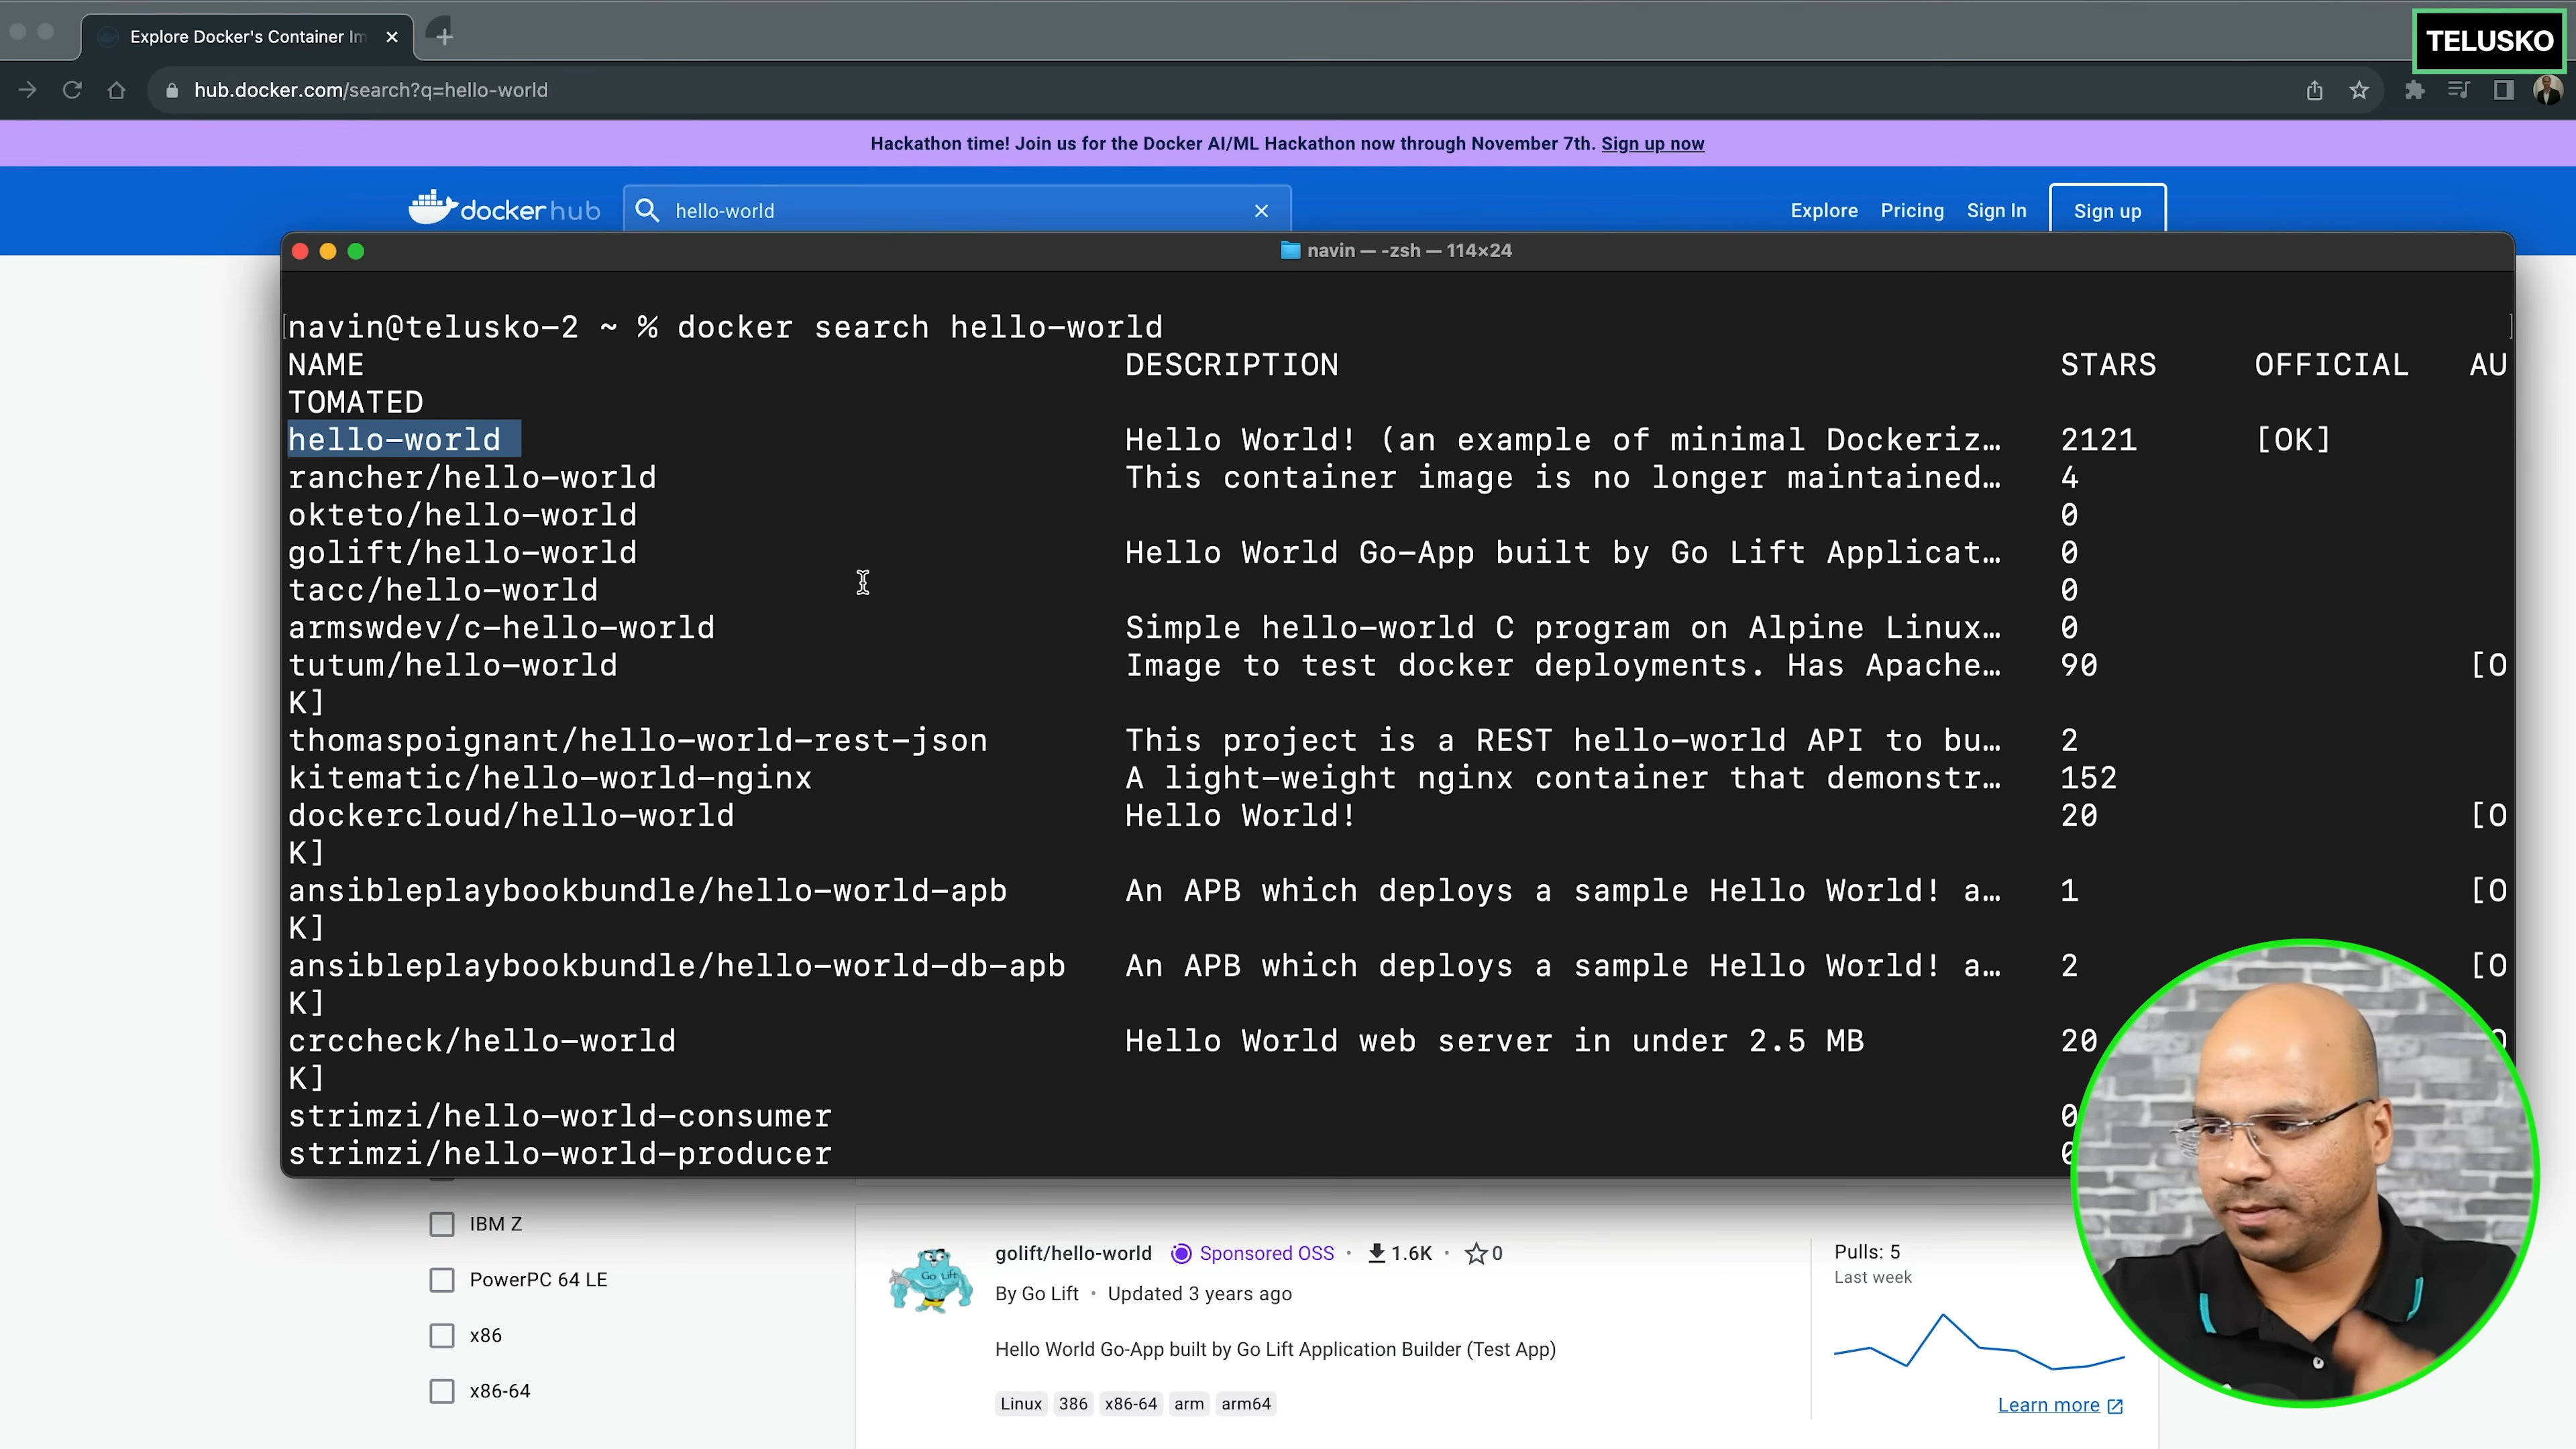 Explore Docker's Container Im
TELUSKO
hub.docker.com/search?q=hello-world
Hackathon time! Join us for the Docker AI/ML Hackathon now through November 7th. Sign up now
docker hub
hello-world
Explore Pricing Sign In Sign up
navin — -zsh — 114×24
navin@telusko-2 ~ % docker search hello-world
NAME DESCRIPTION STARS OFFICIAL AU
TOMATED
hello-world Hello World! (an example of minimal Dockeriz… 2121 [OK]
rancher/hello-world This container image is no longer maintained… 4
okteto/hello-world 0
golift/hello-world Hello World Go-App built by Go Lift Applicat… 0
tacc/hello-world 0
armswdev/c-hello-world Simple hello-world C program on Alpine Linux… 0
tutum/hello-world Image to test docker deployments. Has Apache… 90 [O
K]
thomaspoignant/hello-world-rest-json This project is a REST hello-world API to bu… 2
kitematic/hello-world-nginx A light-weight nginx container that demonstr… 152
dockercloud/hello-world Hello World! 20 [O
K]
ansibleplaybookbundle/hello-world-apb An APB which deploys a sample Hello World! a… 1 [O
K]
ansibleplaybookbundle/hello-world-db-apb An APB which deploys a sample Hello World! a… 2 [O
K]
crccheck/hello-world Hello World web server in under 2.5 MB 20
K]
strimzi/hello-world-consumer 0
strimzi/hello-world-producer 0
IBM Z
PowerPC 64 LE
x86
x86-64
Go Lift
golift/hello-world Sponsored OSS · 1.6K · 0
By Go Lift • Updated 3 years ago
Hello World Go-App built by Go Lift Application Builder (Test App)
Linux 386 x86-64 arm arm64
Pulls: 5
Last week
Learn more